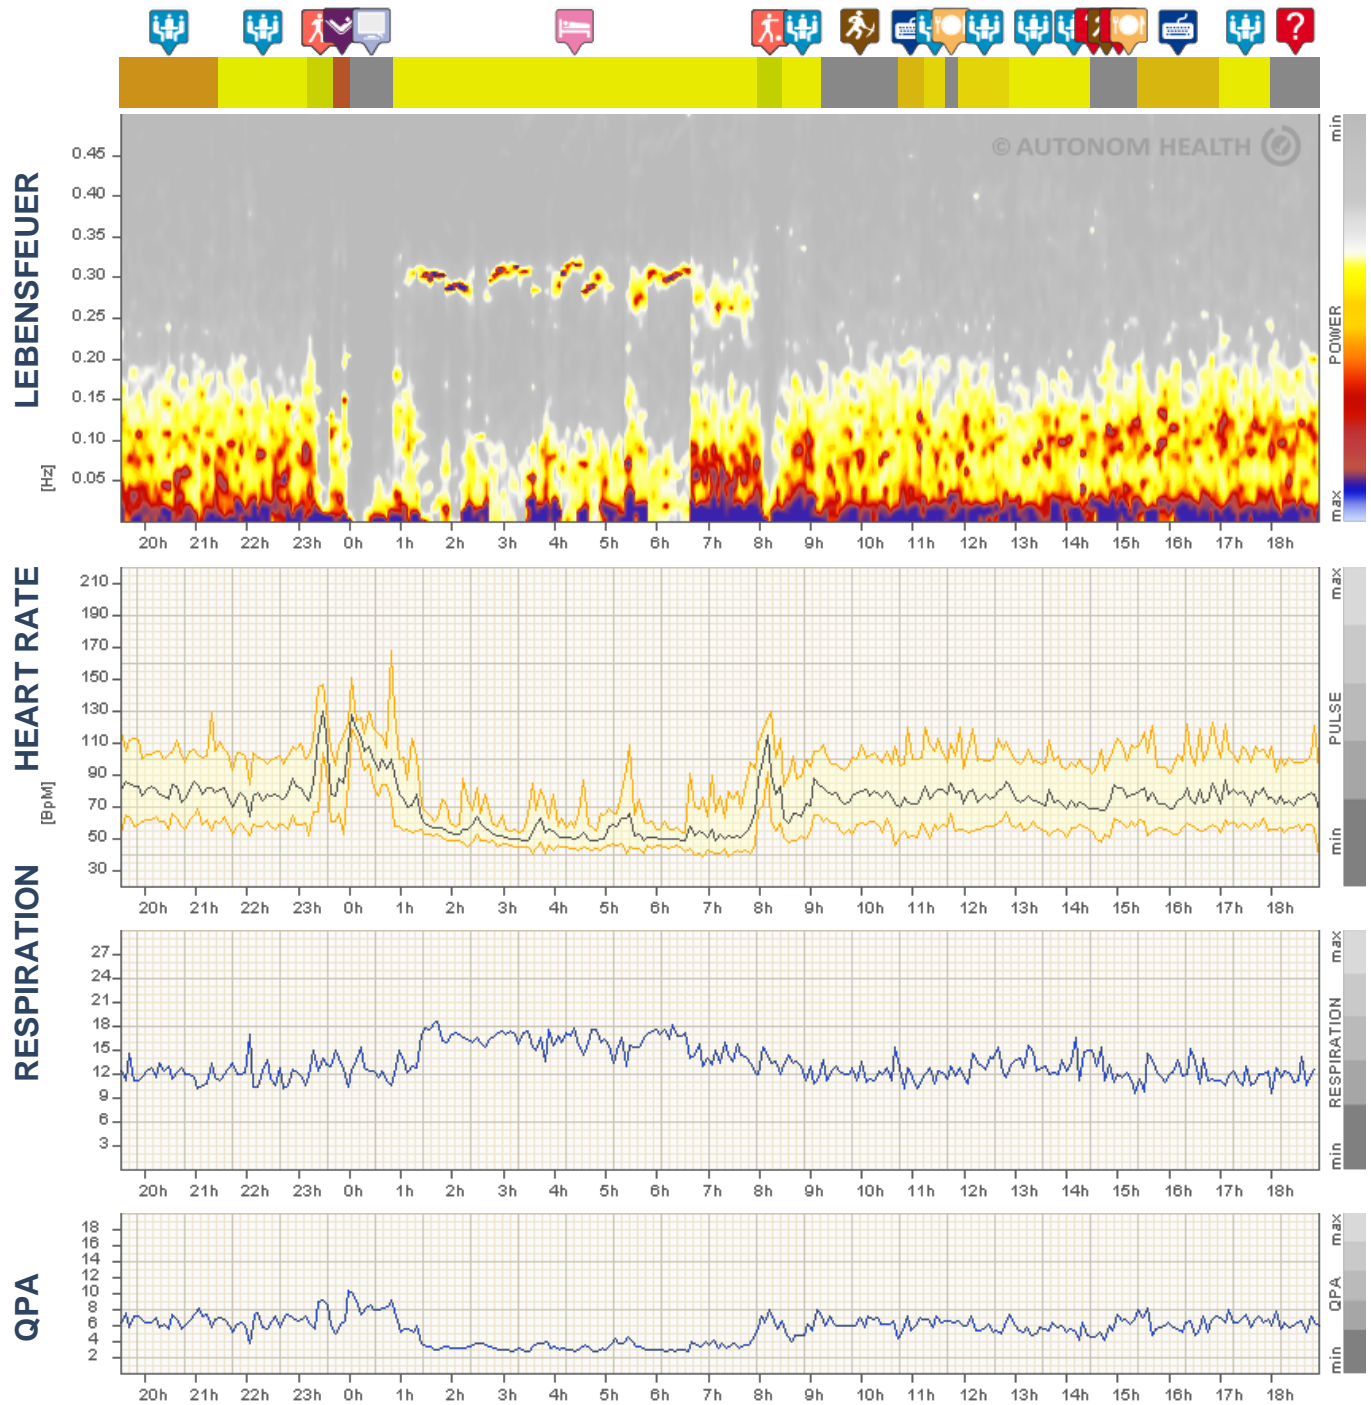 ?
© AUTONOM HEALTH
LEBENSFEUER
[Hz]
0.45
0.40
0.35
0.30
0.25
0.20
0.15
0.10
0.05
min
POWER
max
20h 21h 22h 23h 0h 1h 2h 3h 4h 5h 6h 7h 8h 9h 10h 11h 12h 13h 14h 15h 16h 17h 18h
HEART RATE
[BpM]
210
190
170
150
130
110
90
70
50
30
max
PULSE
min
20h 21h 22h 23h 0h 1h 2h 3h 4h 5h 6h 7h 8h 9h 10h 11h 12h 13h 14h 15h 16h 17h 18h
RESPIRATION
27
24
21
18
15
12
9
6
3
max
RESPIRATION
min
20h 21h 22h 23h 0h 1h 2h 3h 4h 5h 6h 7h 8h 9h 10h 11h 12h 13h 14h 15h 16h 17h 18h
QPA
18
16
14
12
10
8
6
4
2
max
QPA
min
20h 21h 22h 23h 0h 1h 2h 3h 4h 5h 6h 7h 8h 9h 10h 11h 12h 13h 14h 15h 16h 17h 18h